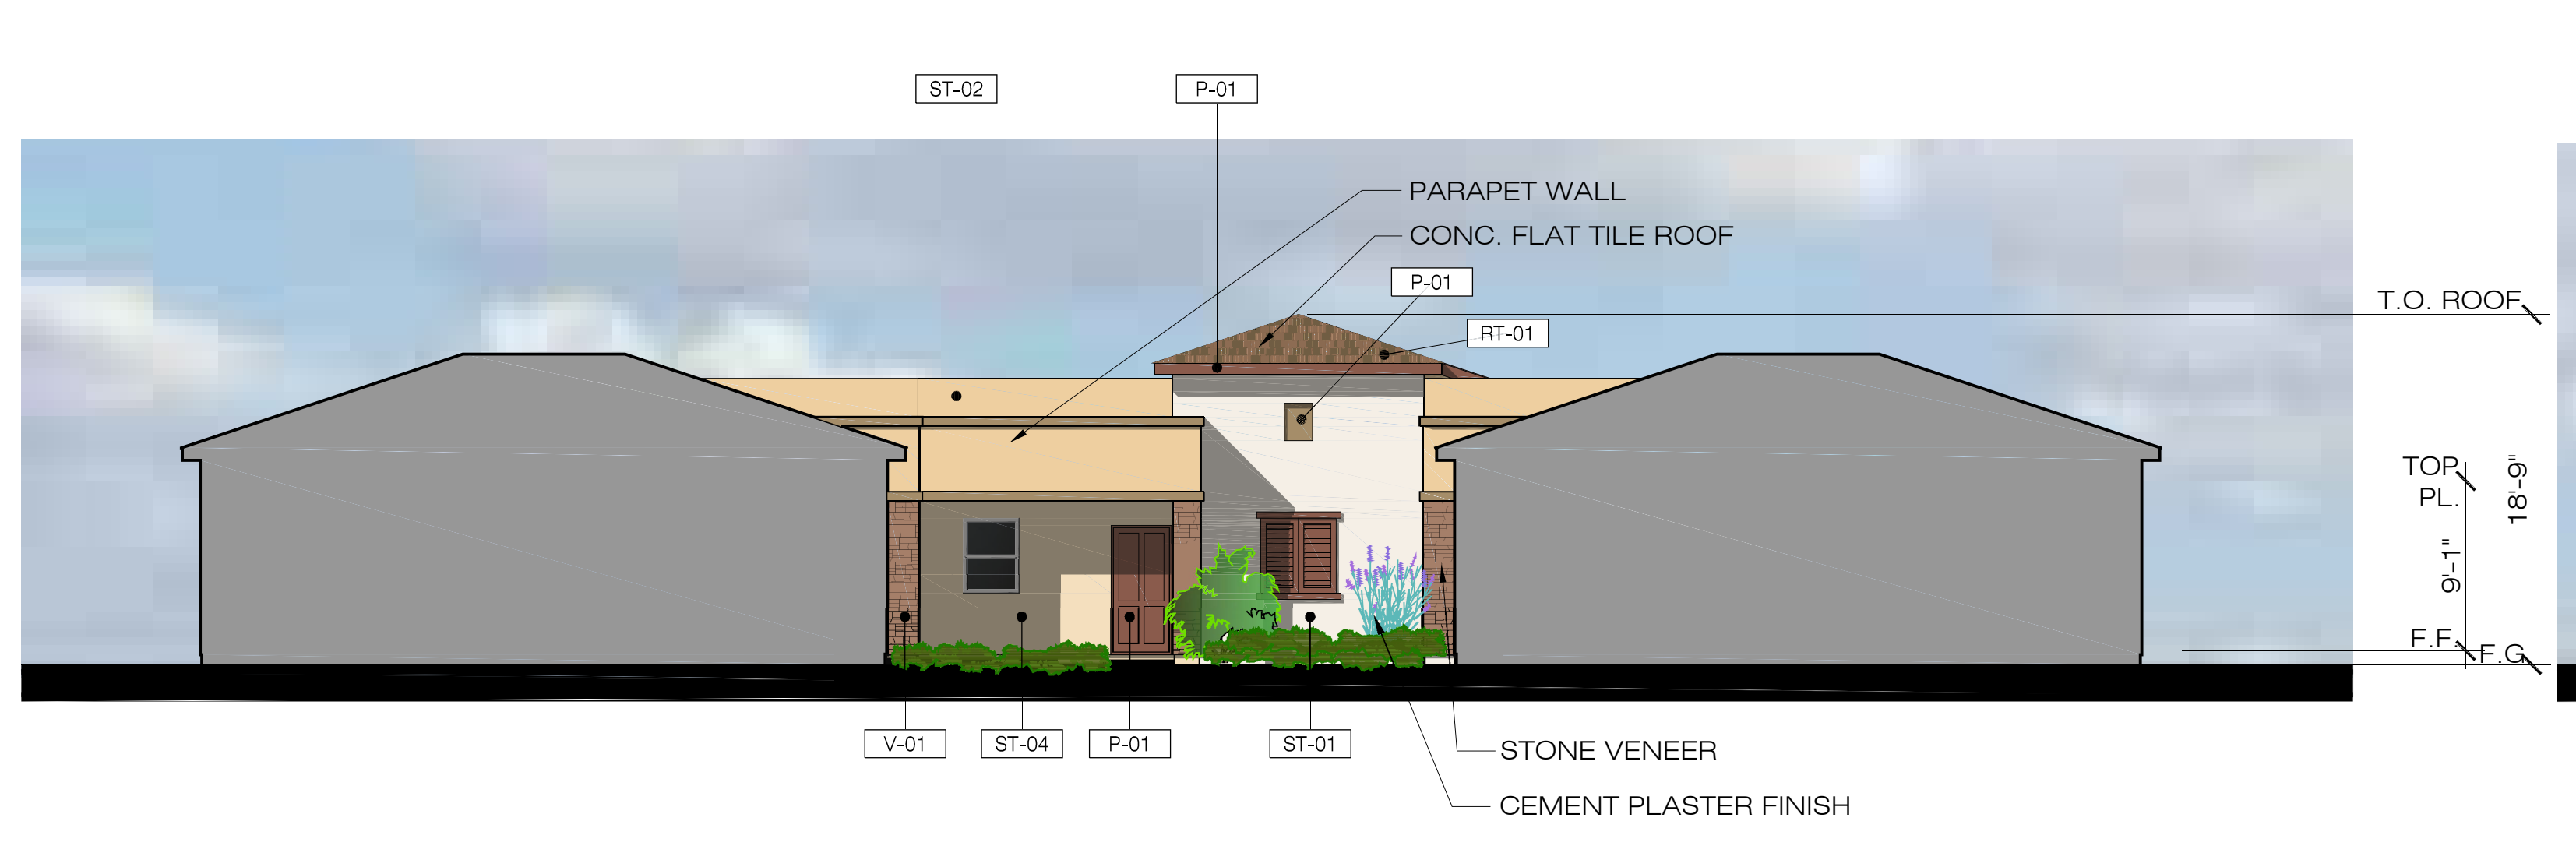 ST-02
P-01
PARAPET WALL
CONC. FLAT TILE ROOF
P-01
T.O. ROOF
RT-01
TOP
PL.
18'-9"
9'-1"
F.F.
F.G.
V-01
ST-04
P-01
ST-01
STONE VENEER
CEMENT PLASTER FINISH